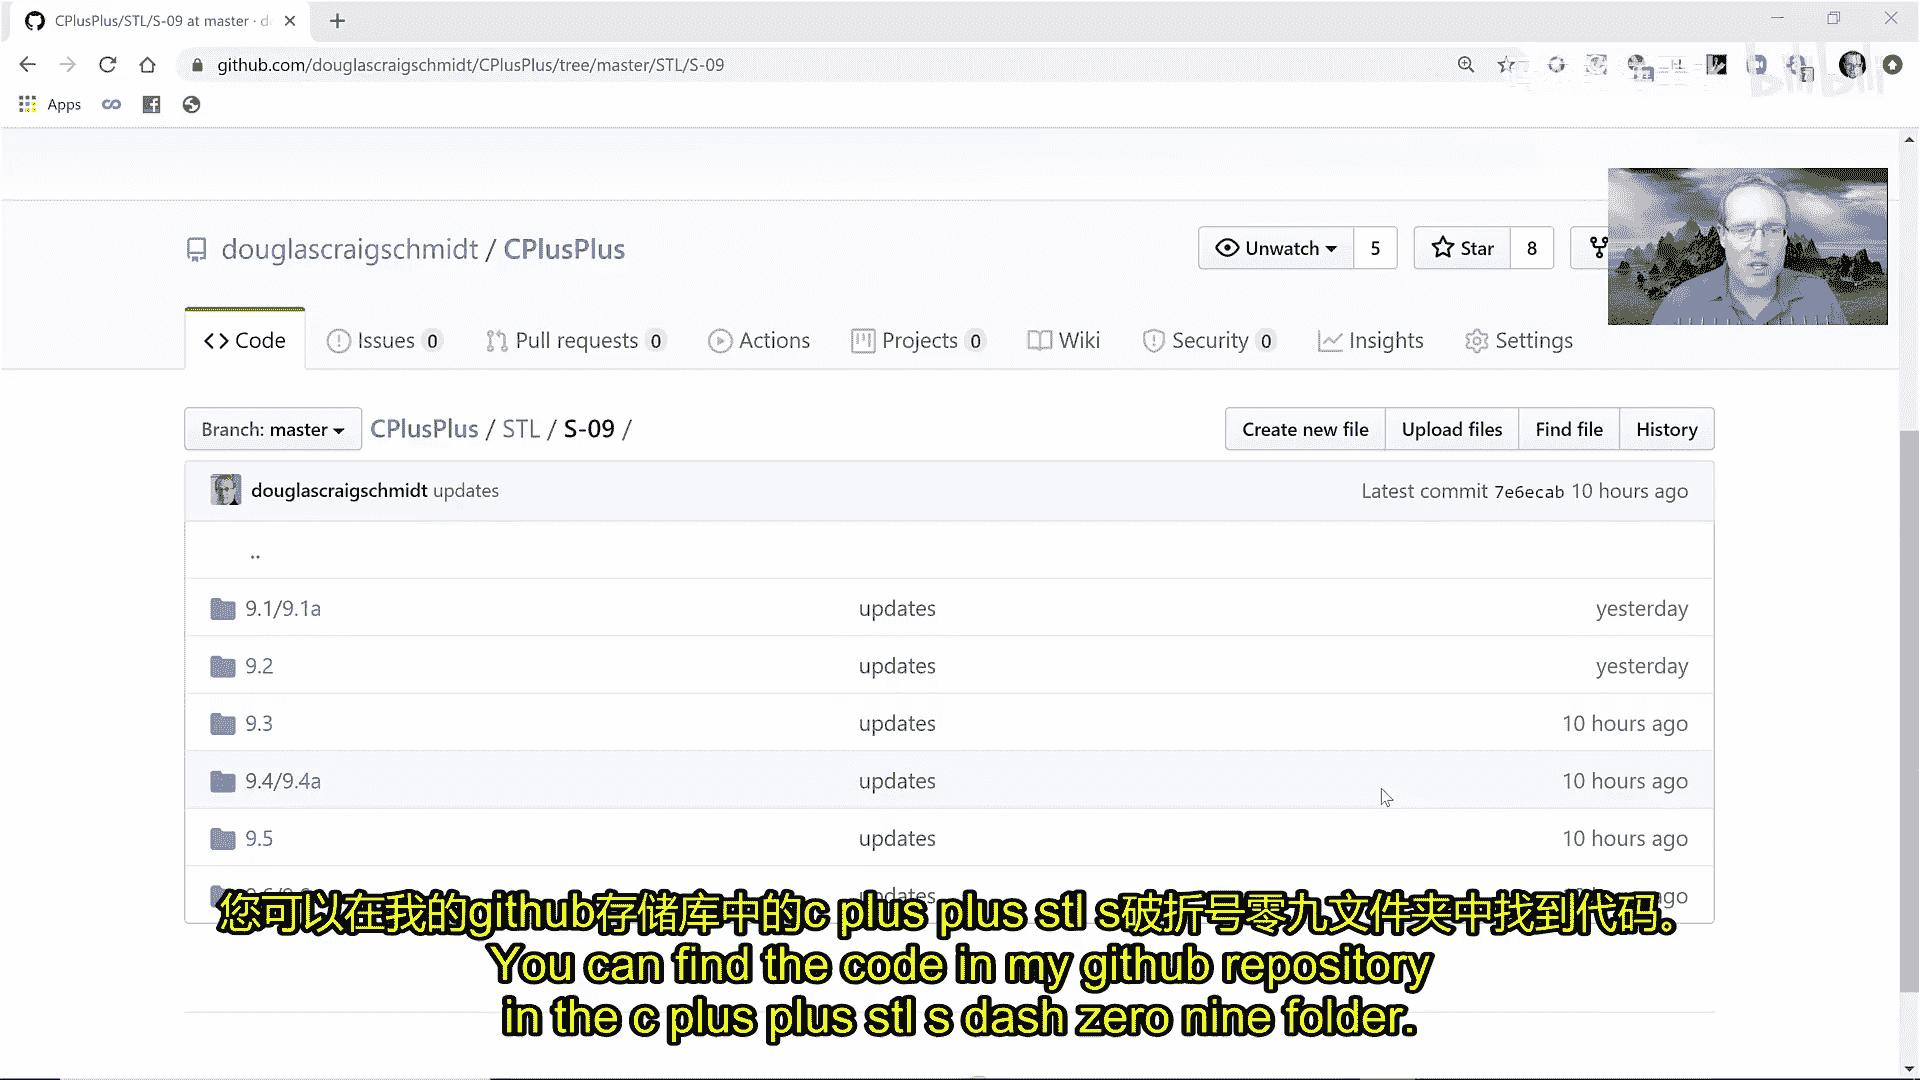 CPlusPlus/STL/S-09 at master · d
github.com/douglascraigschmidt/CPlusPlus/tree/master/STL/S-09
Apps
douglascraigschmidt / CPlusPlus
Unwatch 5
Star 8
Code
Issues 0
Pull requests 0
Actions
Projects 0
Wiki
Security 0
Insights
Settings
Branch: master
CPlusPlus / STL / S-09 /
Create new file
Upload files
Find file
History
douglascraigschmidt updates
Latest commit 7e6ecab 10 hours ago
..
9.1/9.1a updates yesterday
9.2 updates yesterday
9.3 updates 10 hours ago
9.4/9.4a updates 10 hours ago
9.5 updates 10 hours ago
updates ago
您可以在我的github存储库中的c plus plus stl s破折号零九文件夹中找到代码。
You can find the code in my github repository
in the c plus plus stl s dash zero nine folder.